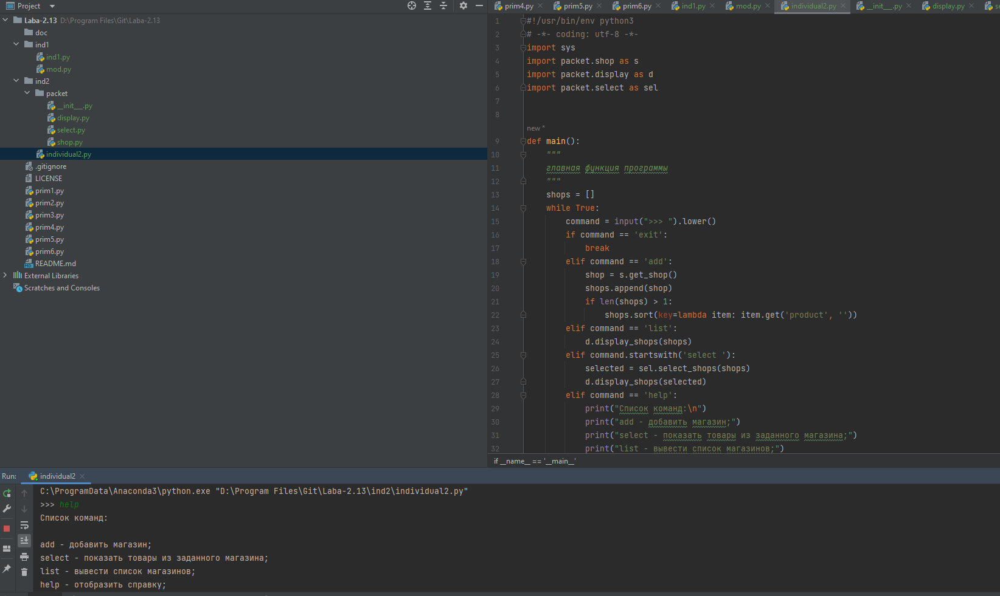 Project
Laba-2.13 D:\Program Files\Git\Laba-2.13
doc
ind1
ind1.py
mod.py
ind2
packet
__init__.py
display.py
select.py
shop.py
individual2.py
.gitignore
LICENSE
prim1.py
prim2.py
prim3.py
prim4.py
prim5.py
prim6.py
README.md
External Libraries
Scratches and Consoles
prim4.py prim5.py prim6.py ind1.py mod.py individual2.py __init__.py display.py
1 #!/usr/bin/env python3
2 # -*- coding: utf-8 -*-
3 import sys
4 import packet.shop as s
5 import packet.display as d
6 import packet.select as sel
7
8
new *
9 def main():
10 """
11 главная функция программы
12 """
13 shops = []
14 while True:
15 command = input(">>> ").lower()
16 if command == 'exit':
17 break
18 elif command == 'add':
19 shop = s.get_shop()
20 shops.append(shop)
21 if len(shops) > 1:
22 shops.sort(key=lambda item: item.get('product', ''))
23 elif command == 'list':
24 d.display_shops(shops)
25 elif command.startswith('select '):
26 selected = sel.select_shops(shops)
27 d.display_shops(selected)
28 elif command == 'help':
29 print("Список команд:\n")
30 print("add - добавить магазин;")
31 print("select - показать товары из заданного магазина;")
32 print("list - вывести список магазинов;")
if __name__ == '__main__'
Run: individual2
C:\ProgramData\Anaconda3\python.exe "D:\Program Files\Git\Laba-2.13\ind2\individual2.py"
>>> help
Список команд:
add - добавить магазин;
select - показать товары из заданного магазина;
list - вывести список магазинов;
help - отобразить справку;